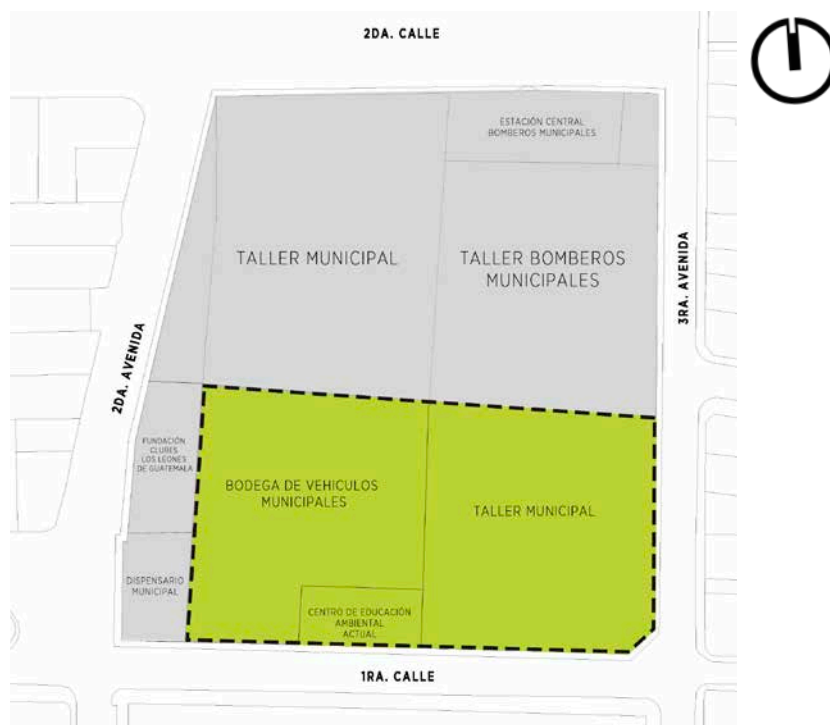 2DA. CALLE
ESTACIÓN CENTRAL
BOMBEROS MUNICIPALES
TALLER MUNICIPAL
TALLER BOMBEROS
MUNICIPALES
3RA. AVENIDA
2DA. AVENIDA
FUNDACIÓN
CLUBES
LOS LEONES
DE GUATEMALA
BODEGA DE VEHICULOS
MUNICIPALES
TALLER MUNICIPAL
DISPENSARIO
MUNICIPAL
CENTRO DE EDUCACIÓN
AMBIENTAL
ACTUAL
1RA. CALLE